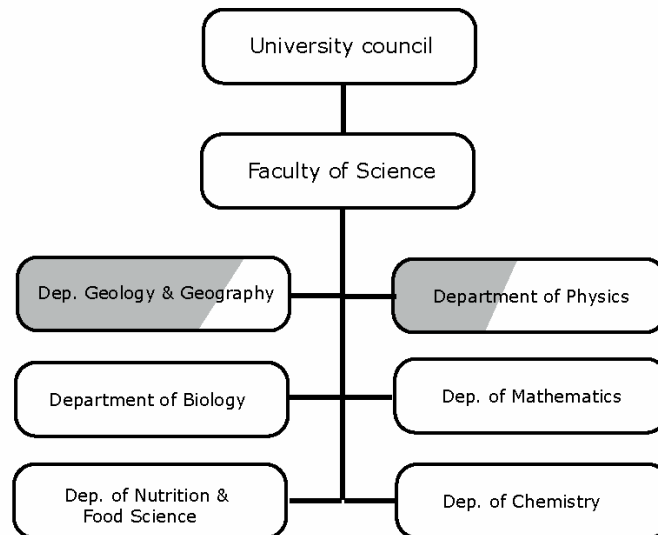 University council
Faculty of Science
Dep. Geology & Geography
Department of Physics
Department of Biology
Dep. of Mathematics
Dep. of Nutrition &
Food Science
Dep. of Chemistry